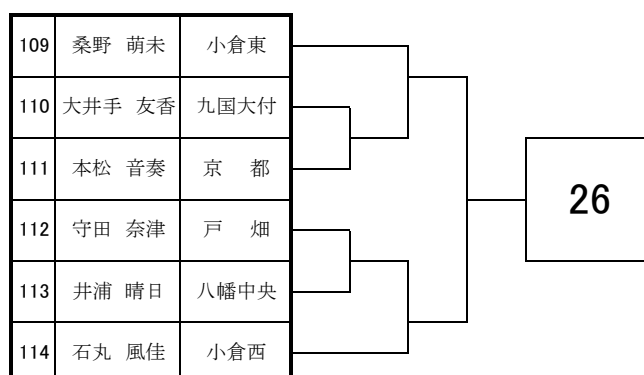 109 桑野 萌未 小倉東
110 大井手 友香 九国大付
111 本松 音奏 京 都
112 守田 奈津 戸 畑
113 井浦 晴日 八幡中央
114 石丸 風佳 小倉西
26